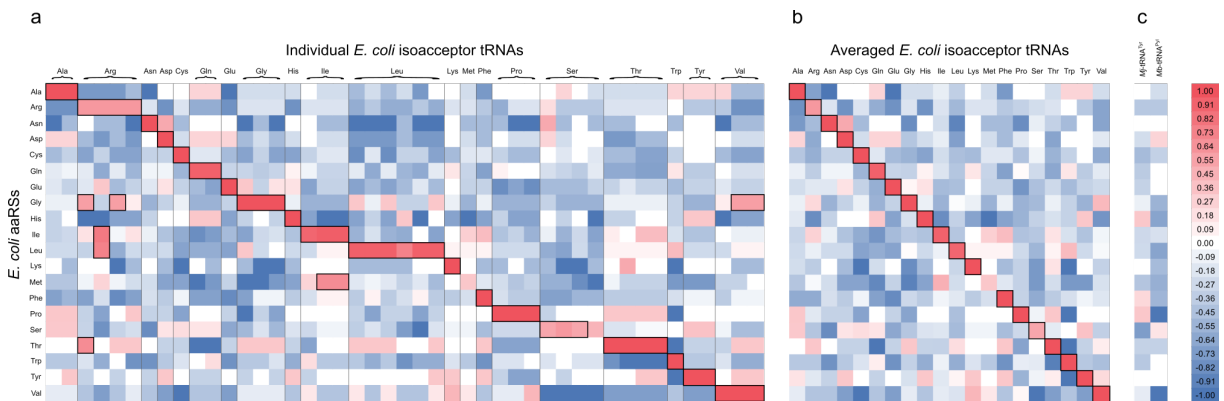 a
b
c
Individual E. coli isoacceptor tRNAs
Averaged E. coli isoacceptor tRNAs
Mj-tRNATyr
Mb-tRNAPyl
Ala Arg Asn Asp Cys Gln Glu Gly His Ile Leu Lys Met Phe Pro Ser Thr Trp Tyr Val
Ala Arg Asn Asp Cys Gln Glu Gly His Ile Leu Lys Met Phe Pro Ser Thr Trp Tyr Val
E. coli aaRSs
Ala
Arg
Asn
Asp
Cys
Gln
Glu
Gly
His
Ile
Leu
Lys
Met
Phe
Pro
Ser
Thr
Trp
Tyr
Val
1.00
0.91
0.82
0.73
0.64
0.55
0.45
0.36
0.27
0.18
0.09
0.00
-0.09
-0.18
-0.27
-0.36
-0.45
-0.55
-0.64
-0.73
-0.82
-0.91
-1.00